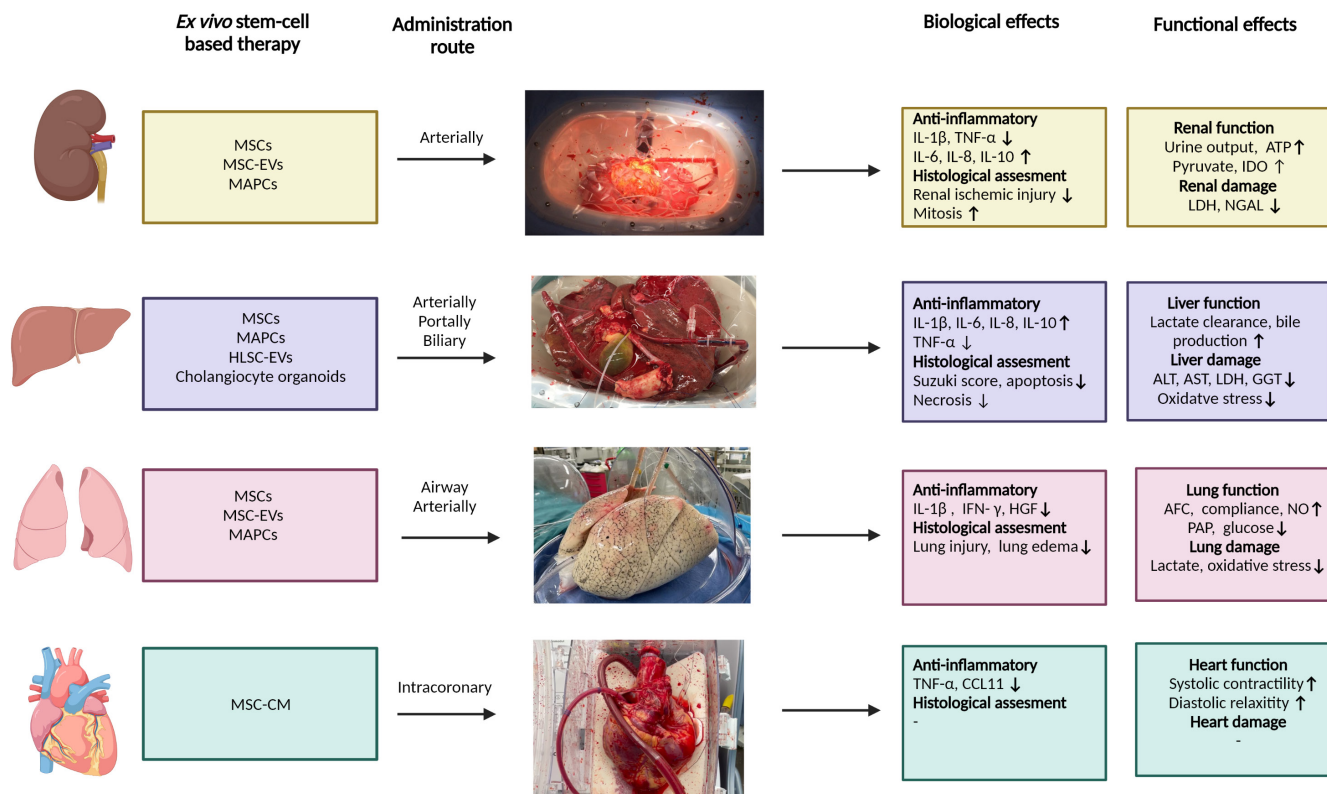 Ex vivo stem-cell
based therapy
Administration
route
Biological effects
Functional effects
MSCs
MSC-EVs
MAPCs
Arterially
Anti-inflammatory
IL-1β, TNF-α ↓
IL-6, IL-8, IL-10 ↑
Histological assesment
Renal ischemic injury ↓
Mitosis ↑
Renal function
Urine output, ATP↑
Pyruvate, IDO ↑
Renal damage
LDH, NGAL ↓
MSCs
MAPCs
HLSC-EVs
Cholangiocyte organoids
Arterially
Portally
Biliary
Anti-inflammatory
IL-1β, IL-6, IL-8, IL-10↑
TNF-α ↓
Histological assesment
Suzuki score, apoptosis↓
Necrosis ↓
Liver function
Lactate clearance, bile
production ↑
Liver damage
ALT, AST, LDH, GGT↓
Oxidatve stress↓
MSCs
MSC-EVs
MAPCs
Airway
Arterially
Anti-inflammatory
IL-1β , IFN- γ, HGF↓
Histological assesment
Lung injury, lung edema↓
Lung function
AFC, compliance, NO↑
PAP, glucose↓
Lung damage
Lactate, oxidative stress↓
MSC-CM
Intracoronary
Anti-inflammatory
TNF-α, CCL11 ↓
Histological assesment
-
Heart function
Systolic contractility↑
Diastolic relaxitity ↑
Heart damage
-